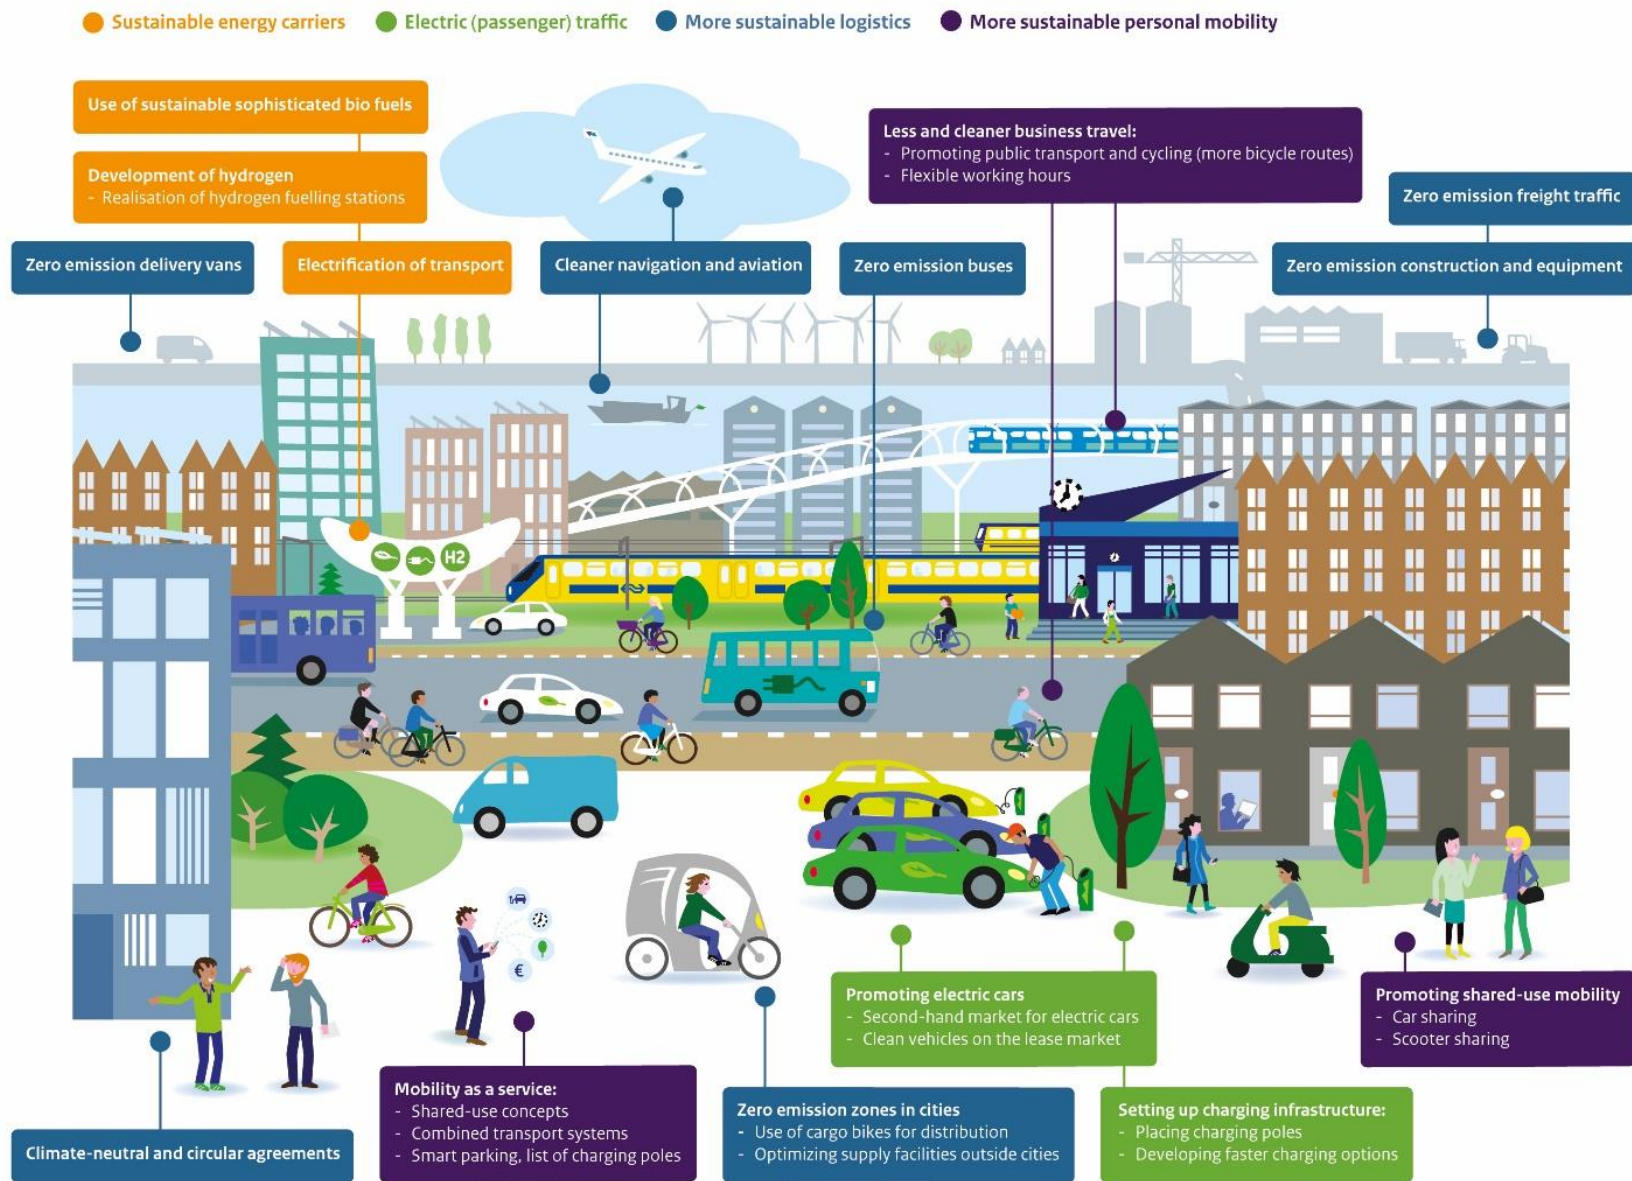 Sustainable energy carriers
Electric (passenger) traffic
More sustainable logistics
More sustainable personal mobility
Use of sustainable sophisticated bio fuels
Development of hydrogen
- Realisation of hydrogen fuelling stations
Less and cleaner business travel:
- Promoting public transport and cycling (more bicycle routes)
- Flexible working hours
Zero emission freight traffic
Zero emission delivery vans
Electrification of transport
Cleaner navigation and aviation
Zero emission buses
Zero emission construction and equipment
H2
€
Promoting electric cars
- Second-hand market for electric cars
- Clean vehicles on the lease market
Promoting shared-use mobility
- Car sharing
- Scooter sharing
Climate-neutral and circular agreements
Mobility as a service:
- Shared-use concepts
- Combined transport systems
- Smart parking, list of charging poles
Zero emission zones in cities
- Use of cargo bikes for distribution
- Optimizing supply facilities outside cities
Setting up charging infrastructure:
- Placing charging poles
- Developing faster charging options